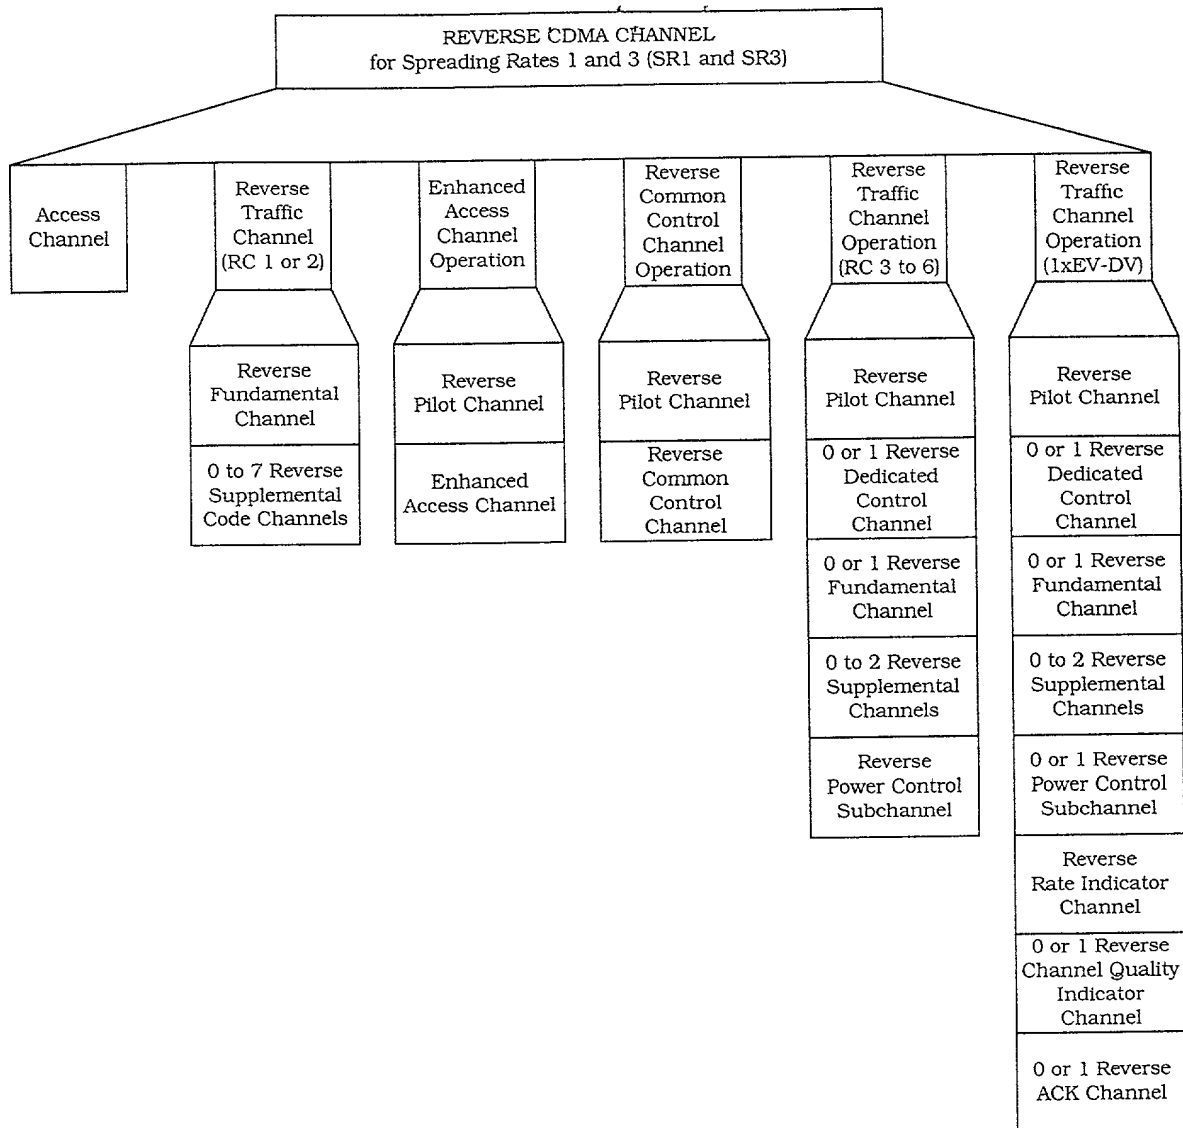 REVERSE CDMA CHANNEL
for Spreading Rates 1 and 3 (SR1 and SR3)
Access
Channel
Reverse
Traffic
Channel
(RC 1 or 2)
Enhanced
Access
Channel
Operation
Reverse
Common
Control
Channel
Operation
Reverse
Traffic
Channel
Operation
(RC 3 to 6)
Reverse
Traffic
Channel
Operation
(1xEV-DV)
Reverse
Fundamental
Channel
0 to 7 Reverse
Supplemental
Code Channels
Reverse
Pilot Channel
Enhanced
Access Channel
Reverse
Pilot Channel
Reverse
Common
Control
Channel
Reverse
Pilot Channel
0 or 1 Reverse
Dedicated
Control
Channel
0 or 1 Reverse
Fundamental
Channel
0 to 2 Reverse
Supplemental
Channels
Reverse
Power Control
Subchannel
Reverse
Pilot Channel
0 or 1 Reverse
Dedicated
Control
Channel
0 or 1 Reverse
Fundamental
Channel
0 to 2 Reverse
Supplemental
Channels
0 or 1 Reverse
Power Control
Subchannel
Reverse
Rate Indicator
Channel
0 or 1 Reverse
Channel Quality
Indicator
Channel
0 or 1 Reverse
ACK Channel